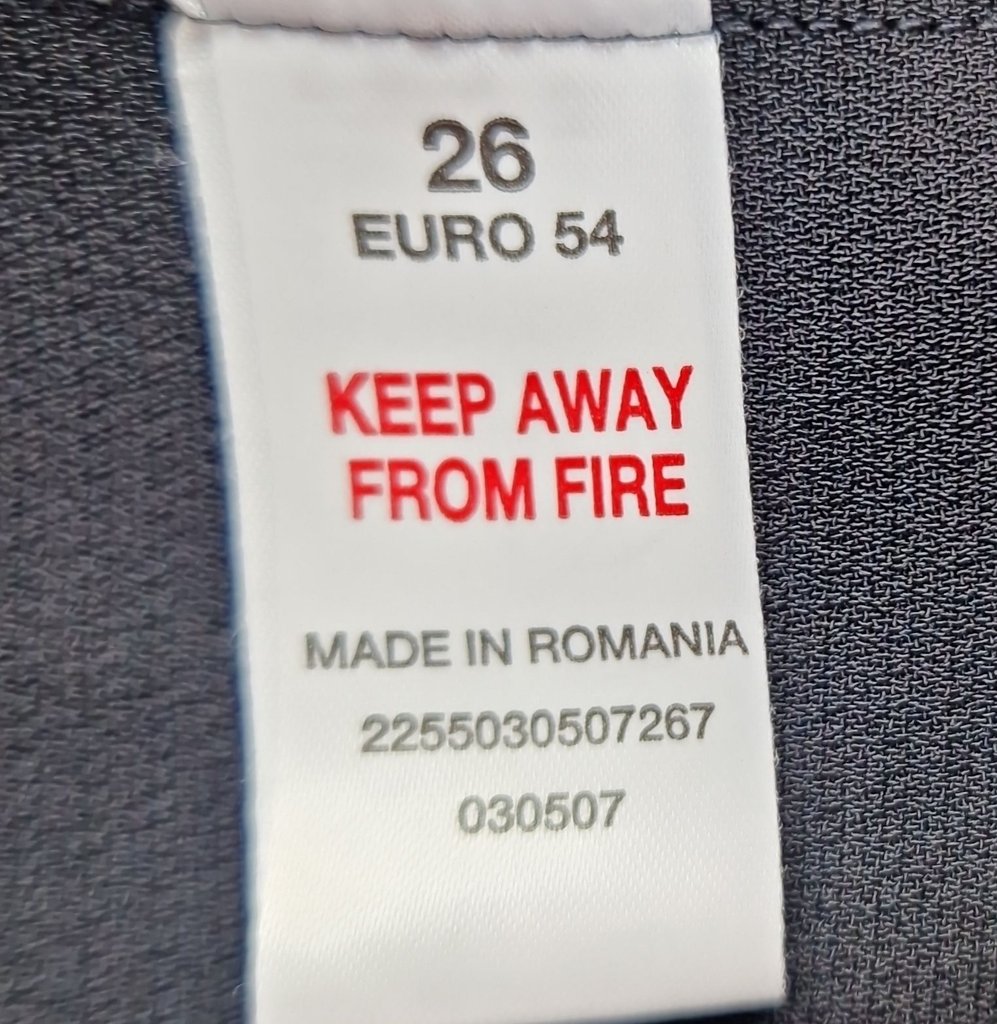 26
EURO 54
KEEP AWAY
FROM FIRE
MADE IN ROMANIA
2255030507267
030507